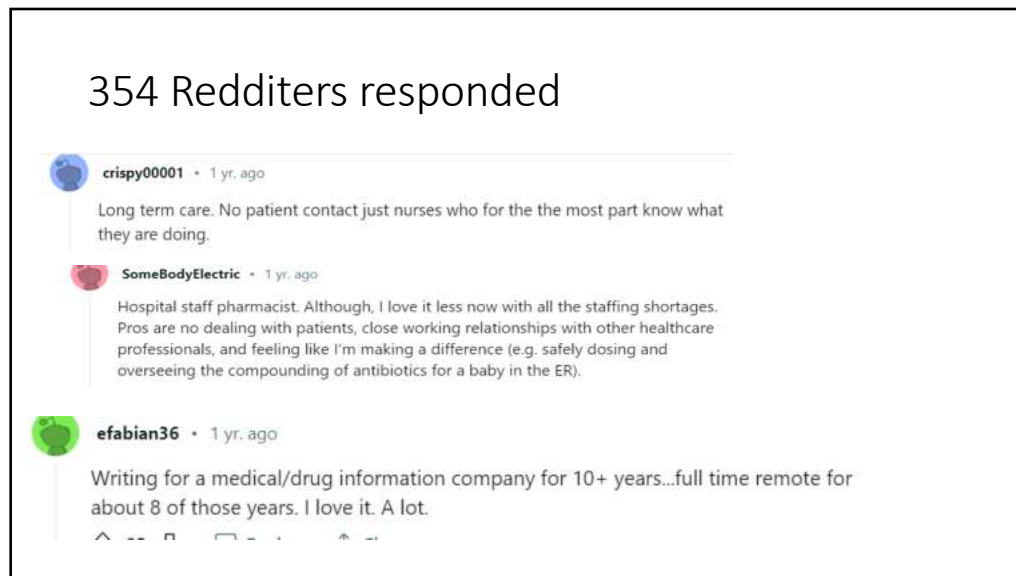 354 Redditers responded
crispy00001 • 1 yr. ago
Long term care. No patient contact just nurses who for the the most part know what
they are doing.
SomeBodyElectric • 1 yr. ago
Hospital staff pharmacist. Although, I love it less now with all the staffing shortages.
Pros are no dealing with patients, close working relationships with other healthcare
professionals, and feeling like I'm making a difference (e.g. safely dosing and
overseeing the compounding of antibiotics for a baby in the ER).
efabian36 • 1 yr. ago
Writing for a medical/drug information company for 10+ years...full time remote for
about 8 of those years. I love it. A lot.